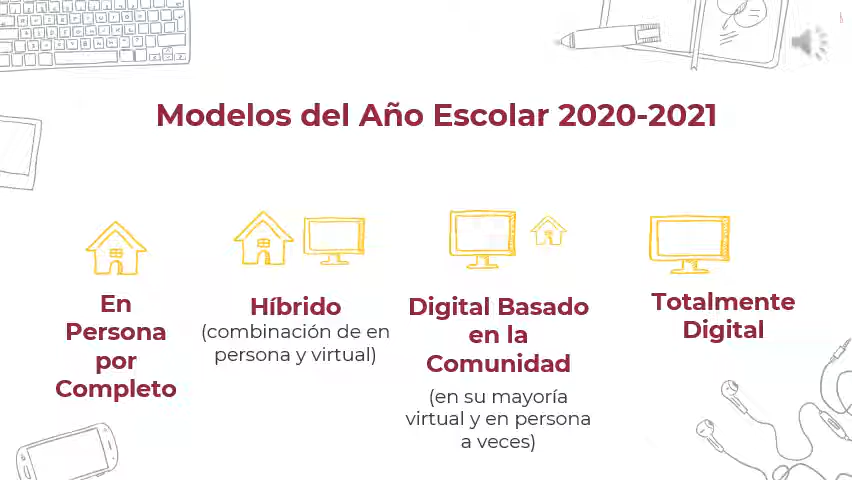 Modelos del Año Escolar 2020-2021
En
Persona
por
Completo
Híbrido
(combinación de en
persona y virtual)
Digital Basado
en la
Comunidad
(en su mayoría
virtual y en persona
a veces)
Totalmente
Digital